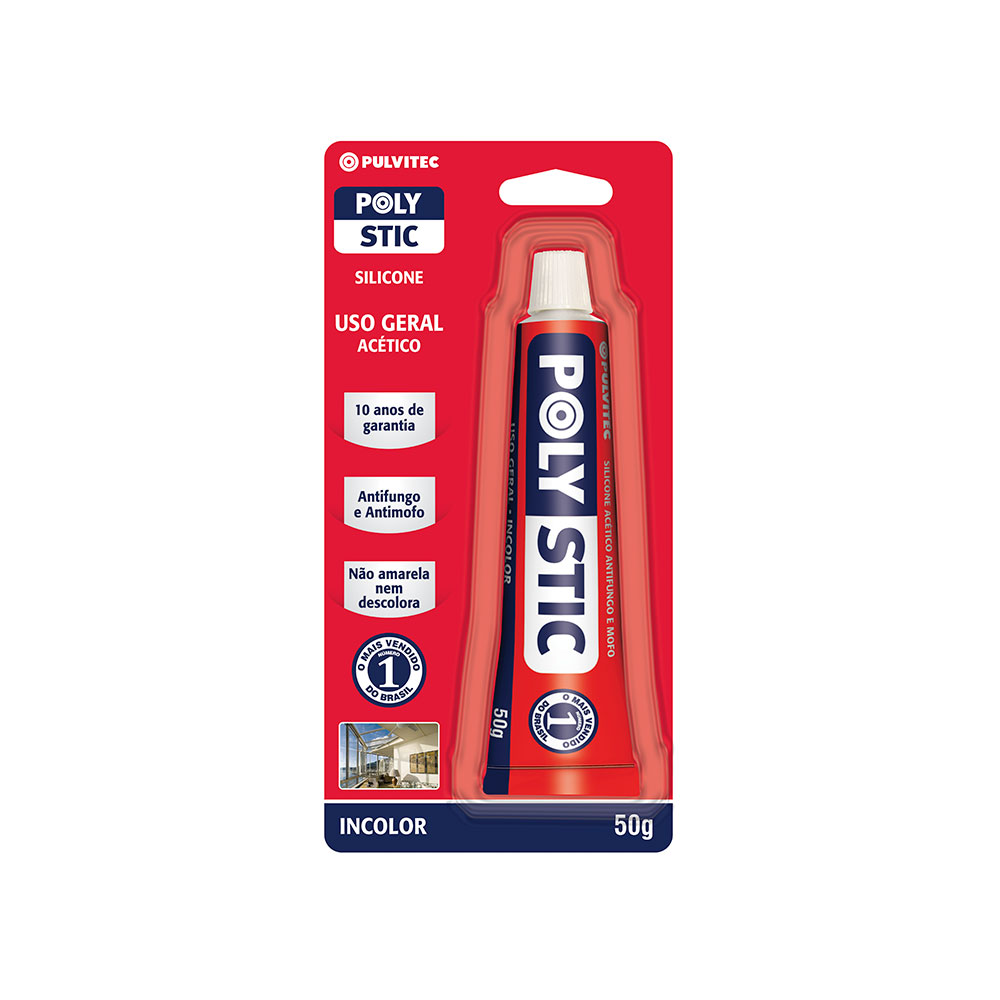 PULVITEC
POLY
STIC
SILICONE
USO GERAL
ACÉTICO
10 anos de
garantia
Antifungo
e Antimofo
Não amarela
nem
descolora
O MAIS VENDIDO
NÚMERO
1
DO BRASIL
INCOLOR
50g
PULVITEC
SILICONE ACÉTICO ANTIFUNGO E MOFO
POLY STIC
USO GERAL - INCOLOR
50g
O MAIS VENDIDO
NÚMERO
1
DO BRASIL